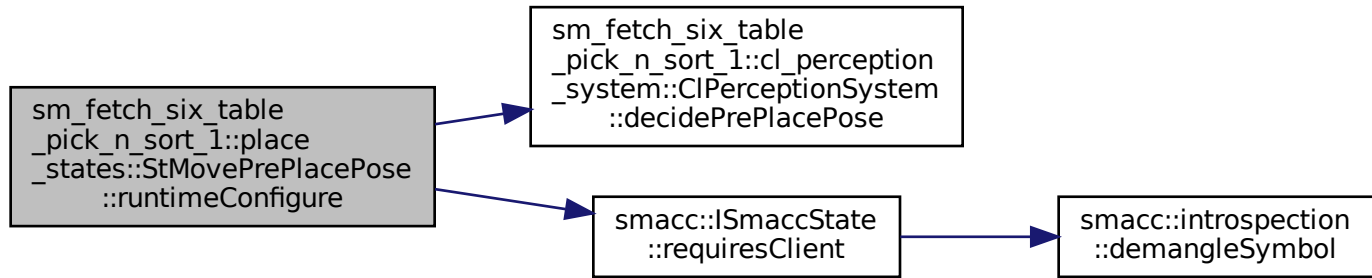 sm_fetch_six_table
_pick_n_sort_1::place
_states::StMovePrePlacePose
::runtimeConfigure
sm_fetch_six_table
_pick_n_sort_1::cl_perception
_system::ClPerceptionSystem
::decidePrePlacePose
smacc::ISmaccState
::requiresClient
smacc::introspection
::demangleSymbol